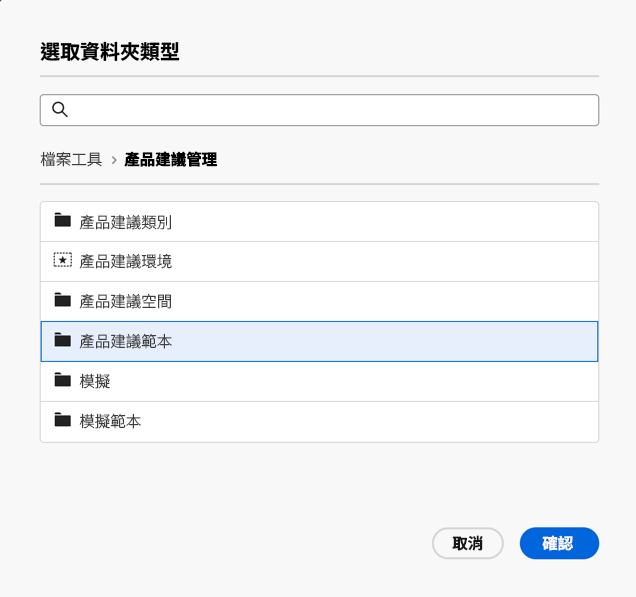 選取資料夾類型
檔案工具 › 產品建議管理
產品建議類別
產品建議環境
產品建議空間
產品建議範本
模擬
模擬範本
取消 確認